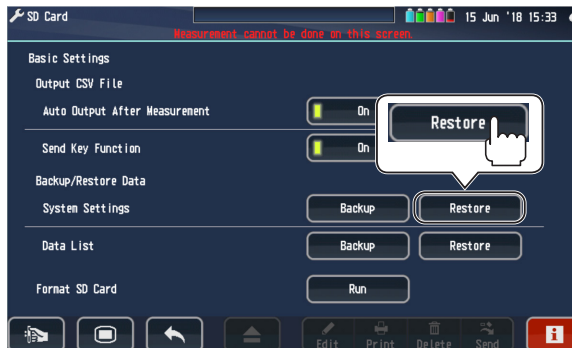 SD Card
15 Jun '18 15:33
Measurement cannot be done on this screen.
Basic Settings
Output CSV File
Auto Output After Measurement On
Restore
Send Key Function On
Backup/Restore Data
System Settings Backup Restore
Data List Backup Restore
Format SD Card Run
Edit Print Delete Send